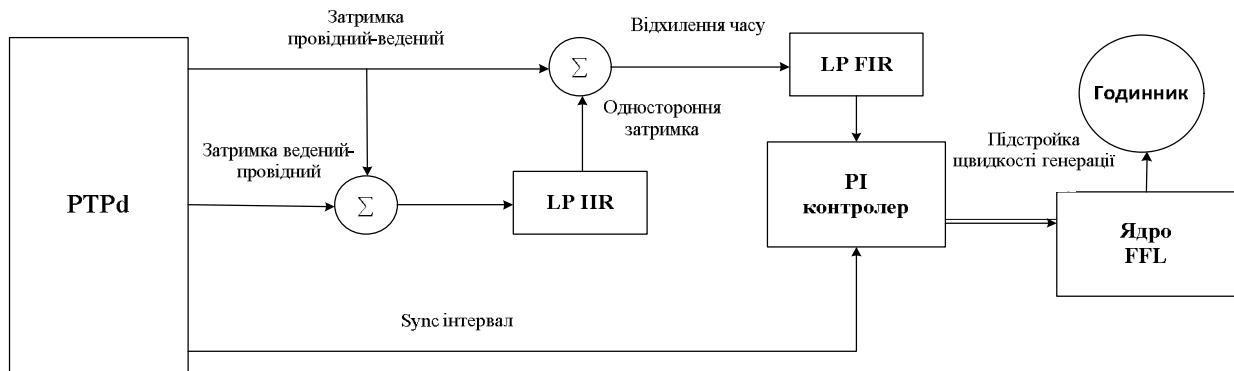 Затримка
провідний-ведений
Відхилення часу
Σ
LP FIR
Годинник
Одностороння
затримка
Підстройка
щвидкості генерації
Затримка ведений-
провідний
PTPd
Σ
LP IIR
PI
контролер
Ядро
FFL
Sync інтервал